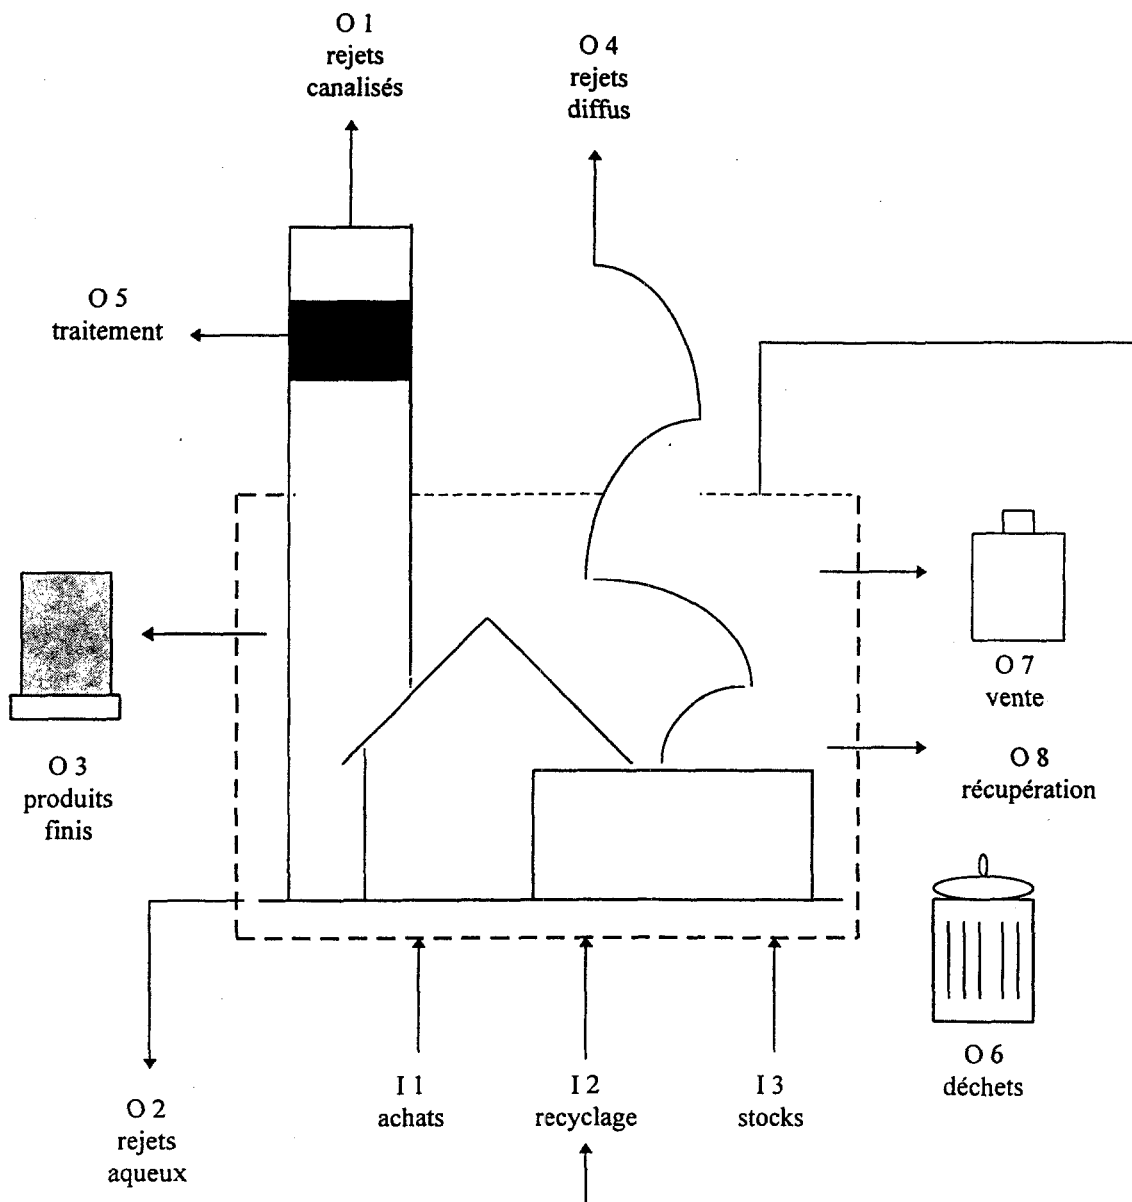 O 1
rejets
canalisés
O 4
rejets
diffus
O 5
traitement
O 7
vente
O 3
produits
finis
O 8
récupération
O 6
déchets
I 1
achats
I 2
recyclage
I 3
stocks
O 2
rejets
aqueux